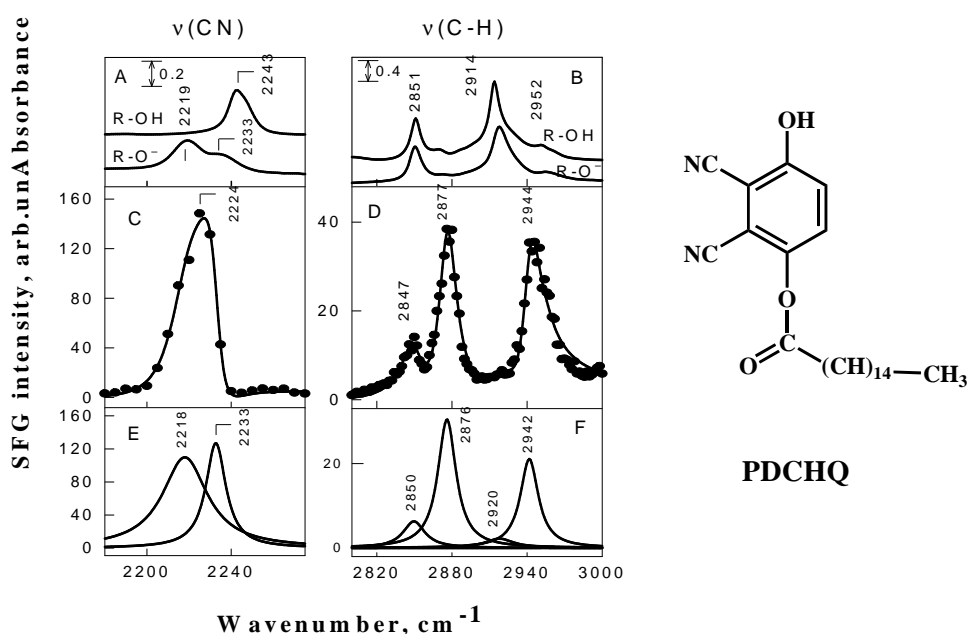 ν (CN)
ν (C-H)
SFG intensity, arb.unAbsorbance
A
0.2
2219
2243
2233
R-OH
R-O⁻
B
0.4
2851
2914
2952
R-OH
R-O⁻
160
120
80
40
0
C
2224
40
20
0
D
2847
2877
2944
160
120
80
40
0
E
2218
2233
20
0
F
2850
2876
2920
2942
2200 2240
2820 2880 2940 3000
Wavenumber, cm⁻¹
OH
NC
NC
O
C
O
(CH)₁₄ CH₃
PDCHQ